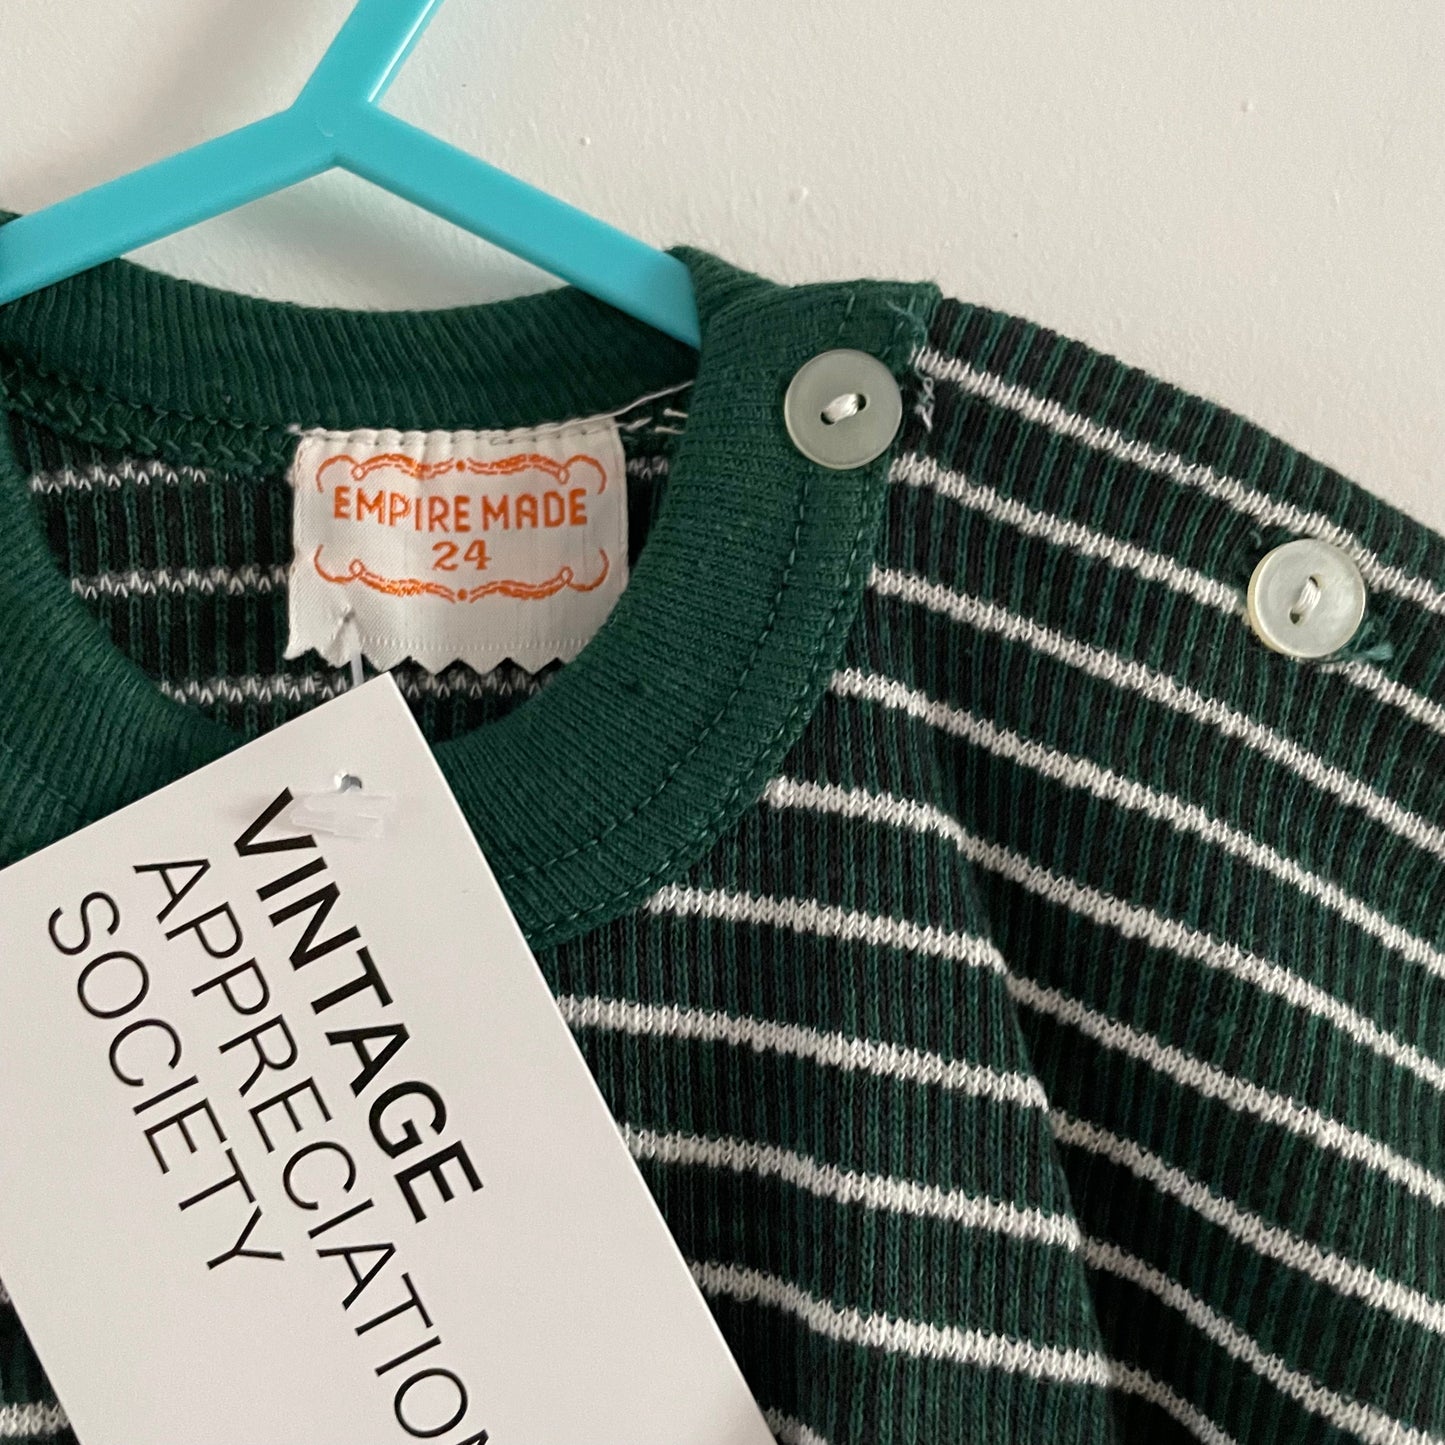 EMPIRE MADE
24
VINTAGE
APPRECIATION
SOCIETY